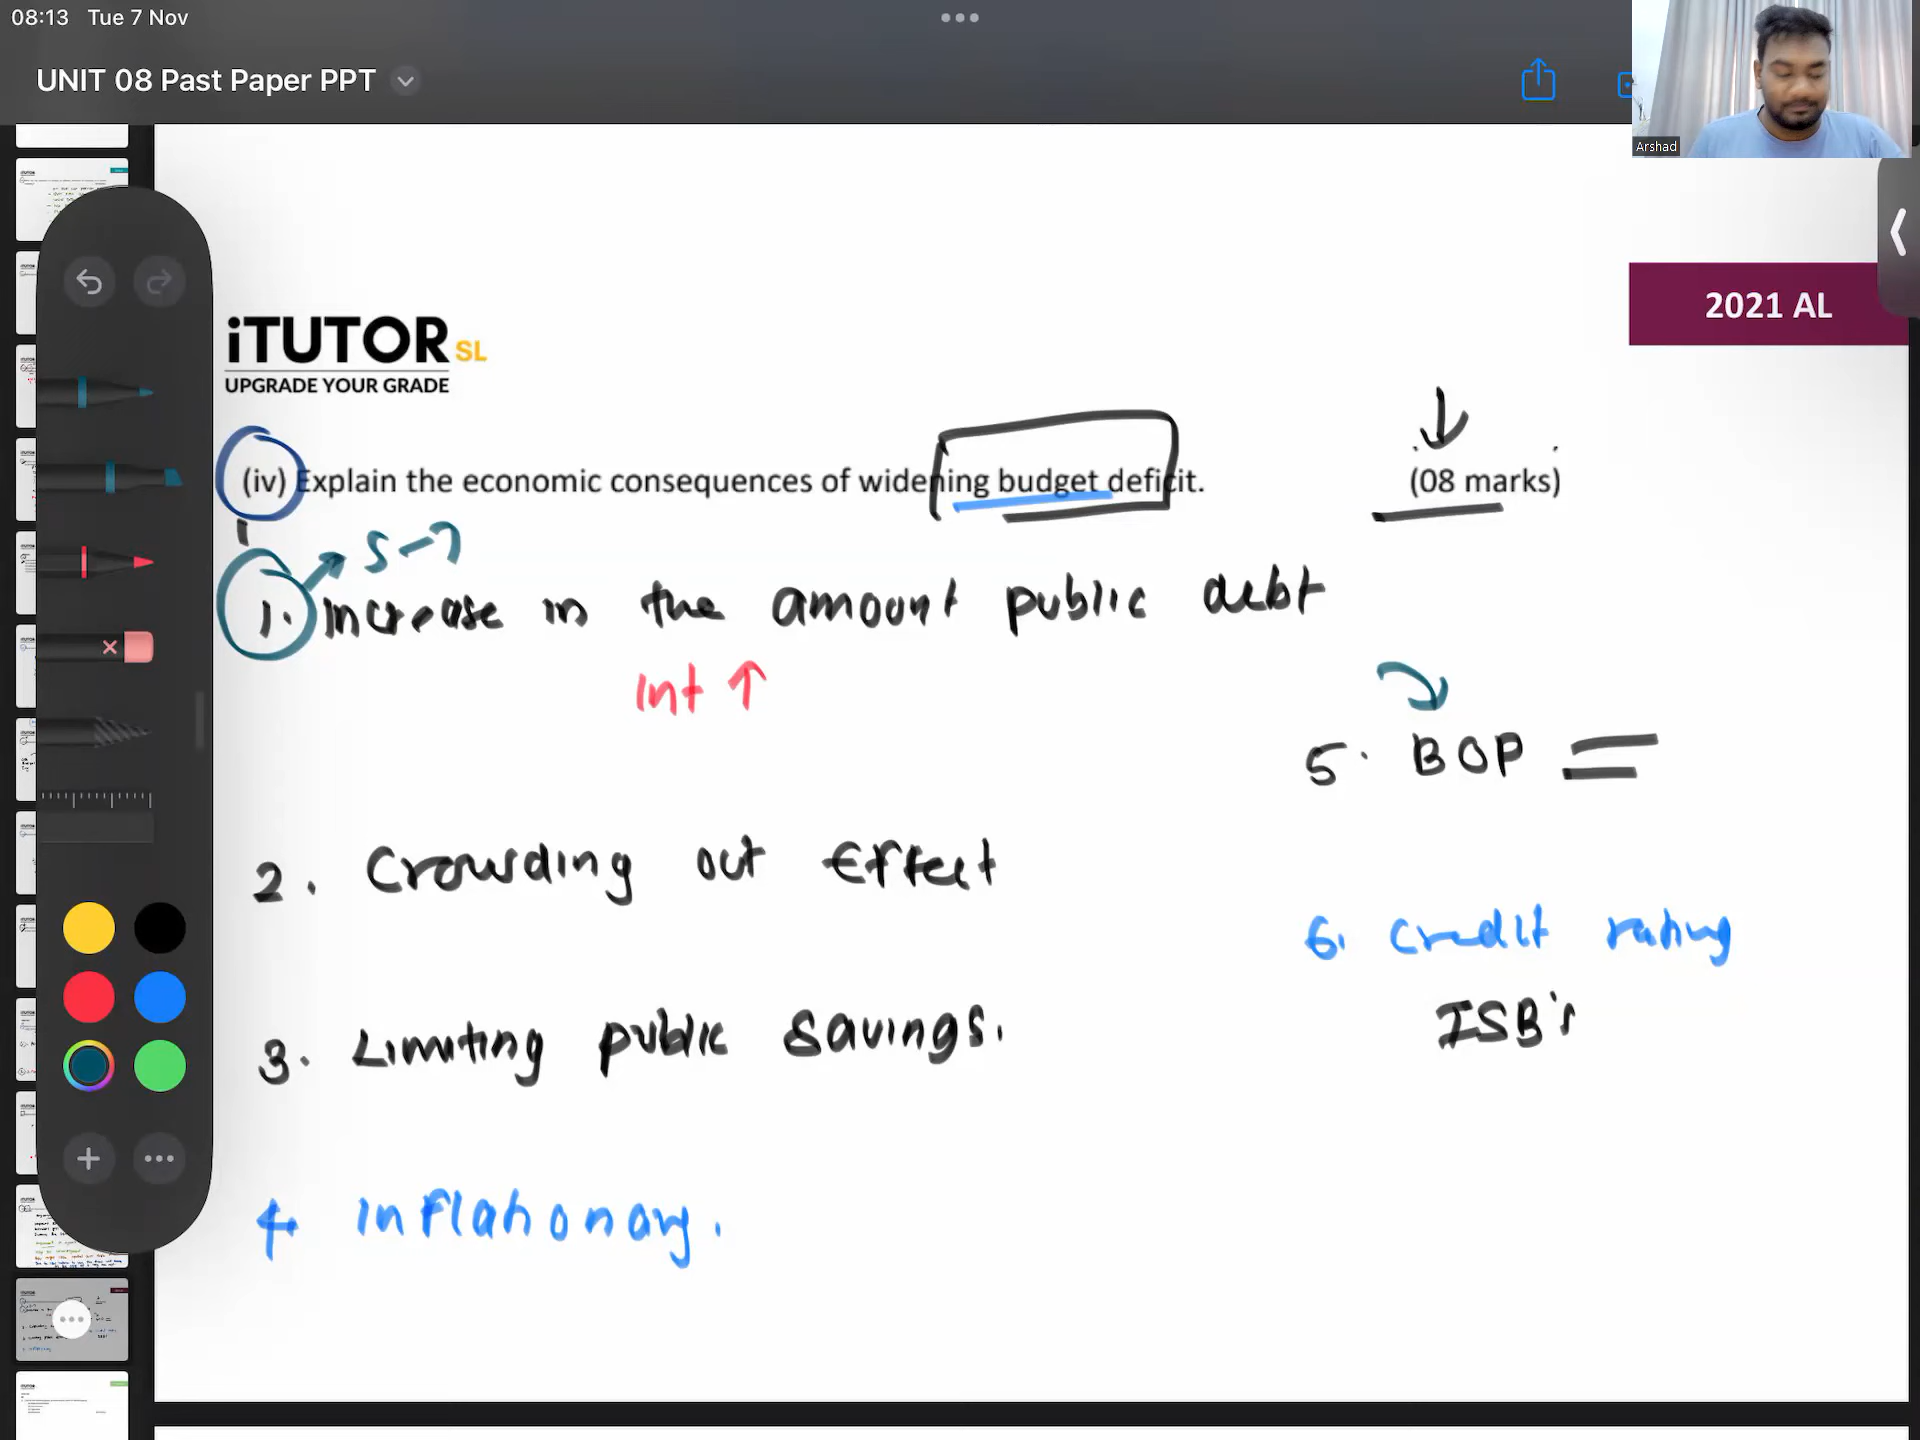 08:13 Tue 7 Nov
UNIT 08 Past Paper PPT
Arshad
2021 AL
iTUTOR SL
UPGRADE YOUR GRADE
(iv) Explain the economic consequences of widening budget deficit. (08 marks)
1. Increase in the amount public debt
Int ↑
5. BOP
2. Crowding out Effect
6. credit rating
ISB's
3. Limiting public savings.
4 Inflationary.